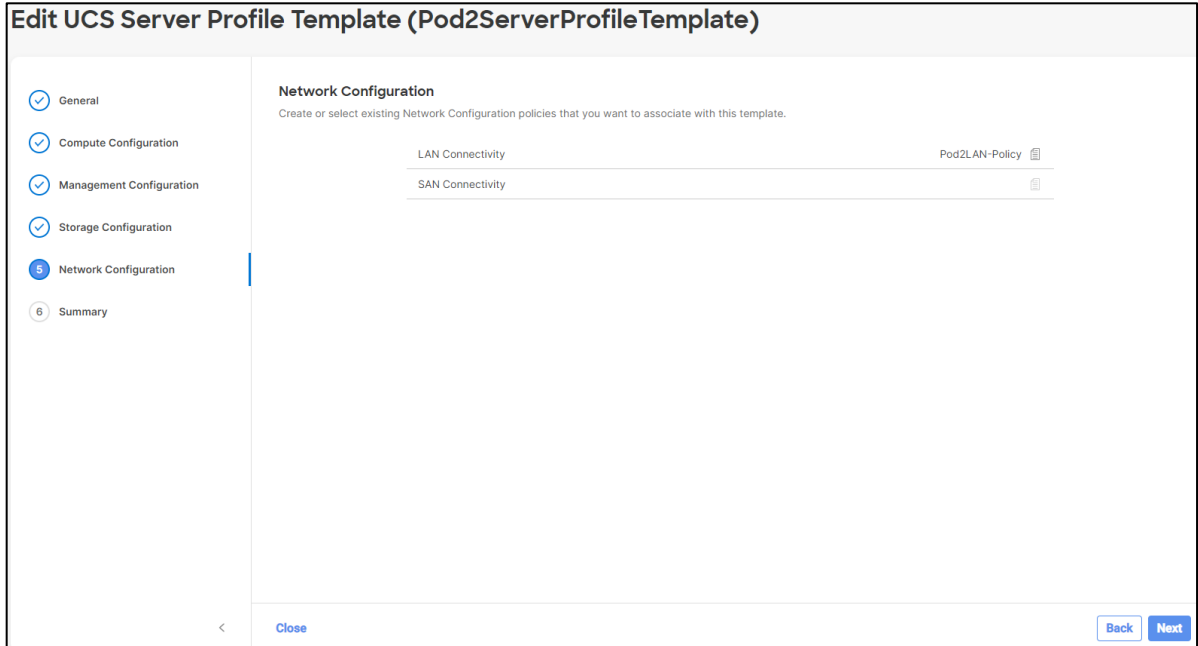 Edit UCS Server Profile Template (Pod2ServerProfileTemplate)
General
Compute Configuration
Management Configuration
Storage Configuration
5 Network Configuration
6 Summary
Network Configuration
Create or select existing Network Configuration policies that you want to associate with this template.
LAN Connectivity Pod2LAN-Policy
SAN Connectivity
< Close Back Next